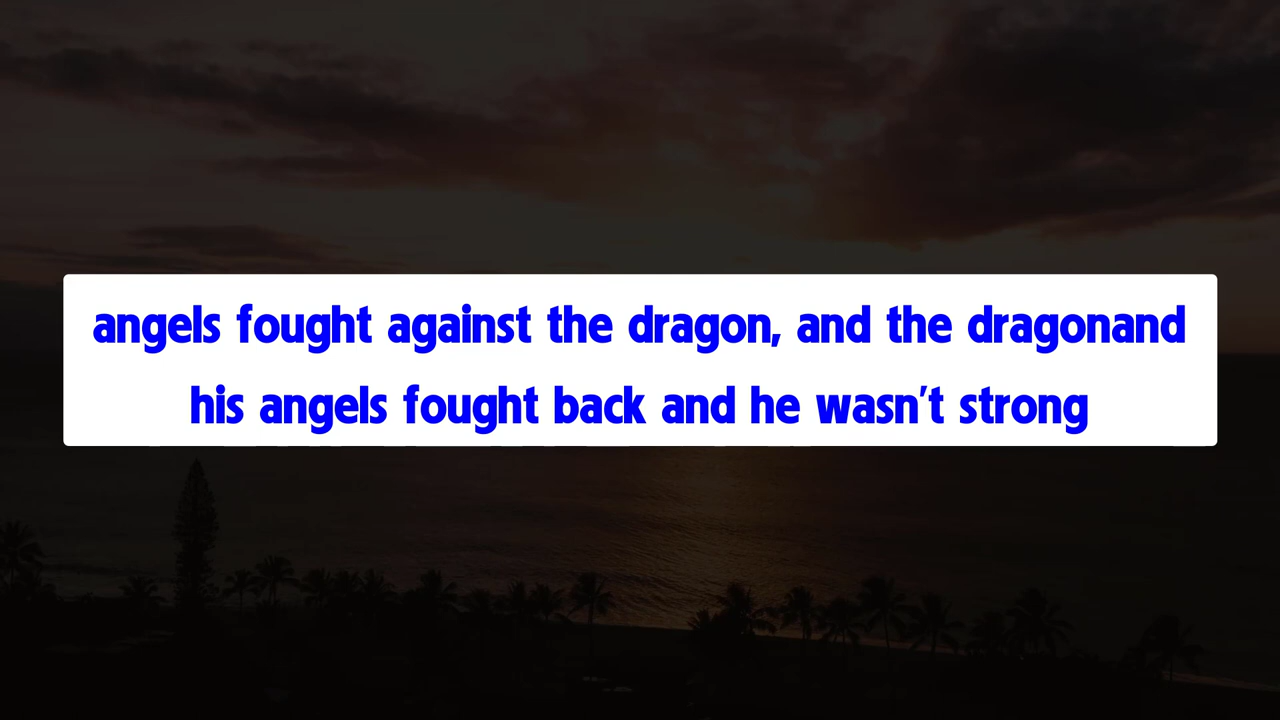 angels fought against the dragon, and the dragonand
his angels fought back and he wasn't strong